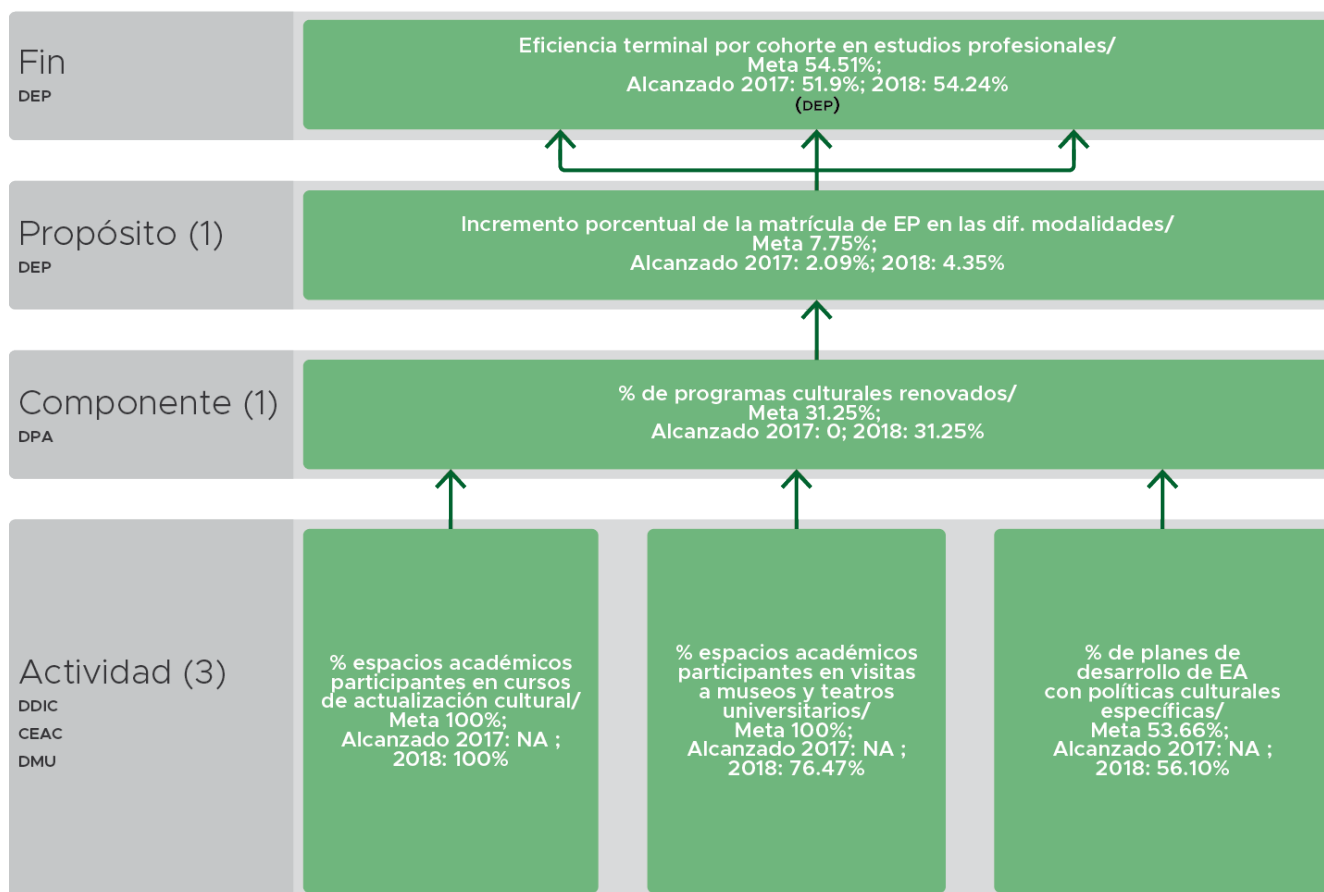 Fin
DEP
Eficiencia terminal por cohorte en estudios profesionales/
Meta 54.51%;
Alcanzado 2017: 51.9%; 2018: 54.24%
(DEP)
Propósito (1)
DEP
Incremento porcentual de la matrícula de EP en las dif. modalidades/
Meta 7.75%;
Alcanzado 2017: 2.09%; 2018: 4.35%
Componente (1)
DPA
% de programas culturales renovados/
Meta 31.25%;
Alcanzado 2017: 0; 2018: 31.25%
Actividad (3)
DDIC
CEAC
DMU
% espacios académicos
participantes en cursos
de actualización cultural/
Meta 100%;
Alcanzado 2017: NA ;
2018: 100%
% espacios académicos
participantes en visitas
a museos y teatros
universitarios/
Meta 100%;
Alcanzado 2017: NA ;
2018: 76.47%
% de planes de
desarrollo de EA
con políticas culturales
específicas/
Meta 53.66%;
Alcanzado 2017: NA ;
2018: 56.10%